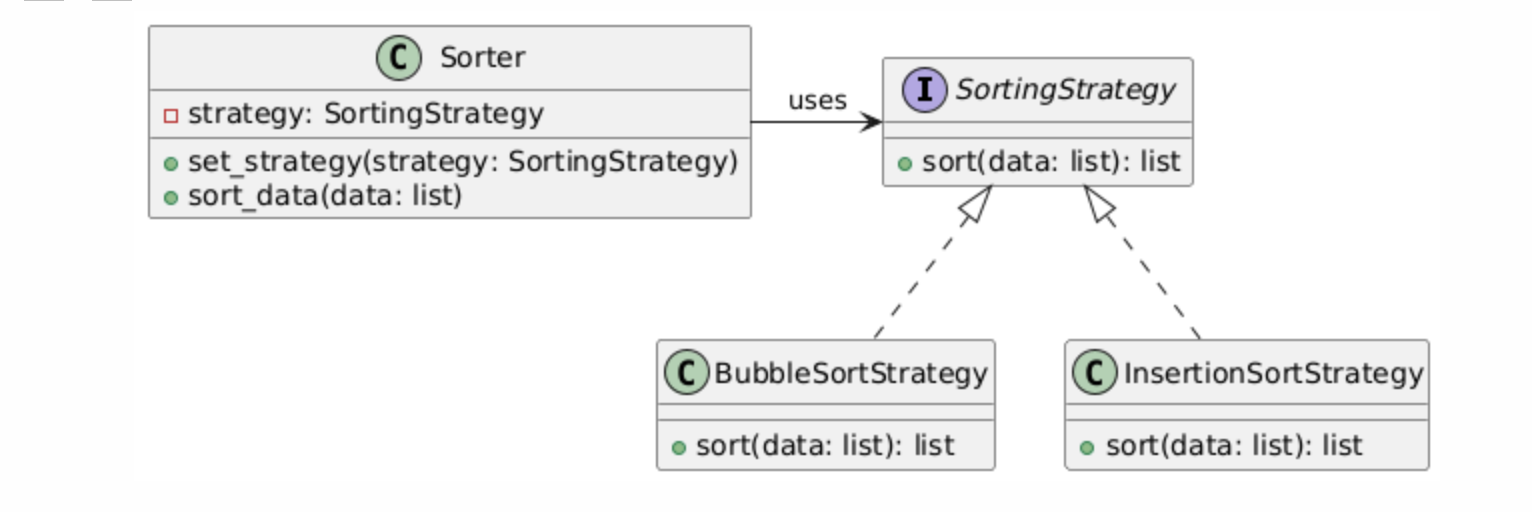 C Sorter
strategy: SortingStrategy
set_strategy(strategy: SortingStrategy)
sort_data(data: list)
uses
I SortingStrategy
sort(data: list): list
C BubbleSortStrategy
sort(data: list): list
C InsertionSortStrategy
sort(data: list): list